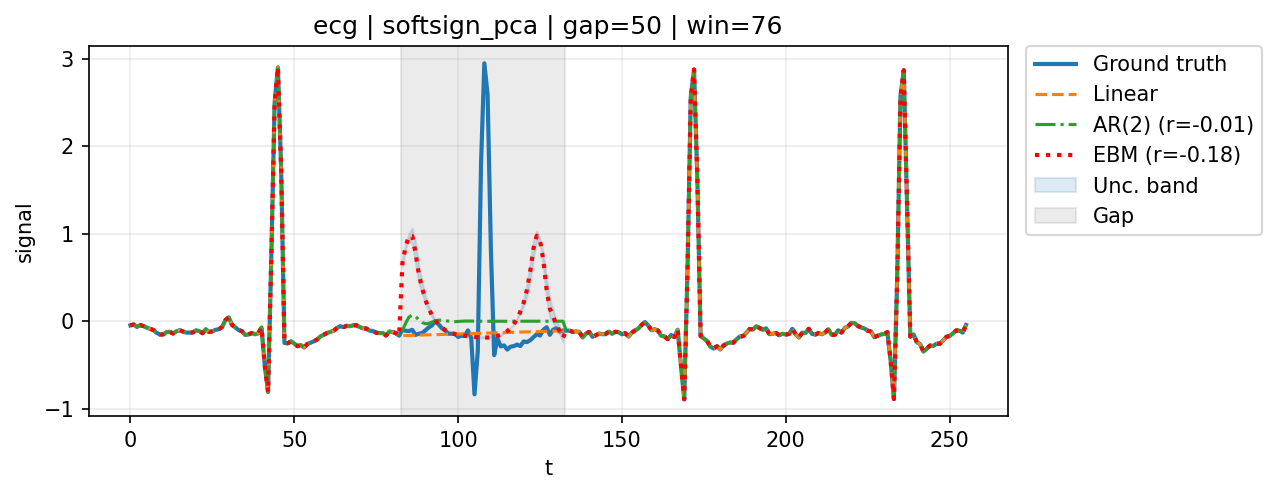 ecg | softsign_pca | gap=50 | win=76
3
2
1
0
−1
signal
0
50
100
150
200
250
t
Ground truth
Linear
AR(2) (r=-0.01)
EBM (r=-0.18)
Unc. band
Gap